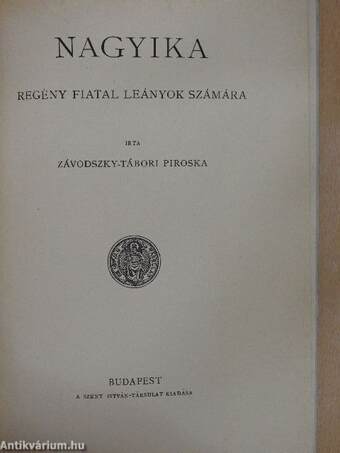 NAGYIKA
REGÉNY FIATAL LEÁNYOK SZÁMÁRA
IRTA
ZÁVODSZKY-TÁBORI PIROSKA
BUDAPEST
A SZENT ISTVÁN-TÁRSULAT KIADÁSA
Antikvárium.hu